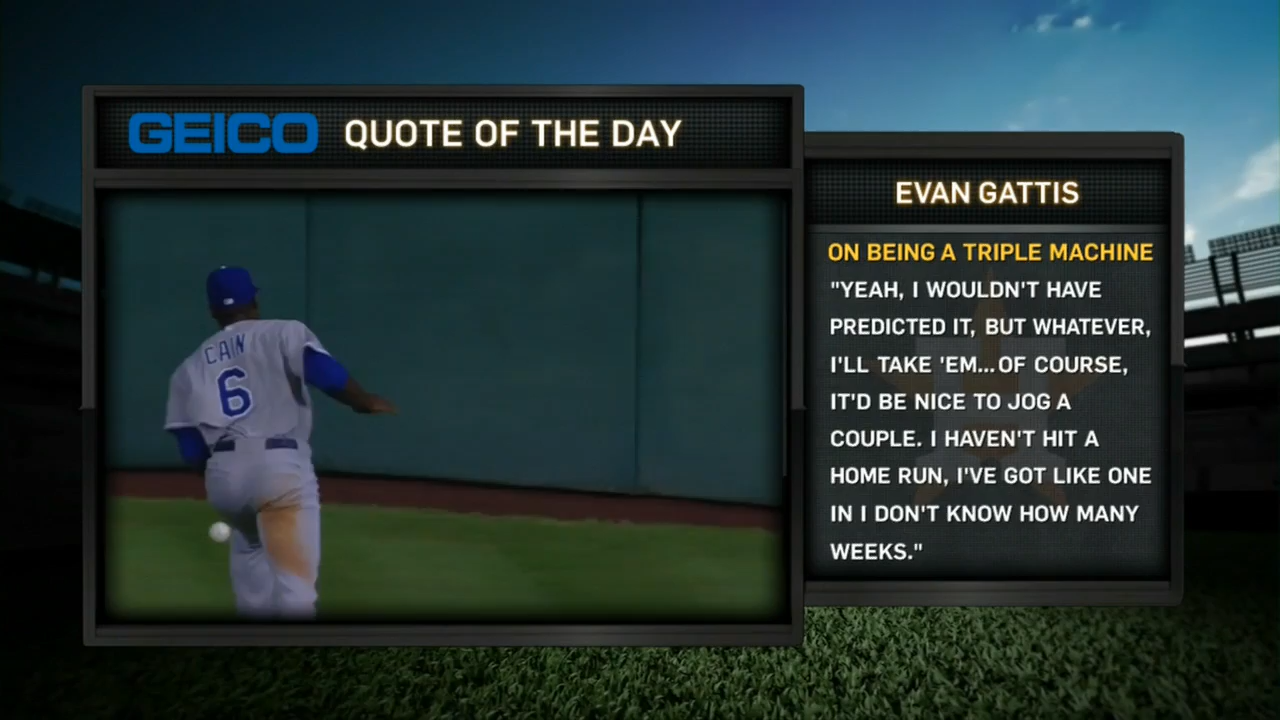 GEICO QUOTE OF THE DAY
CAIN
6
EVAN GATTIS
ON BEING A TRIPLE MACHINE
"YEAH, I WOULDN'T HAVE
PREDICTED IT, BUT WHATEVER,
I'LL TAKE 'EM...OF COURSE,
IT'D BE NICE TO JOG A
COUPLE. I HAVEN'T HIT A
HOME RUN, I'VE GOT LIKE ONE
IN I DON'T KNOW HOW MANY
WEEKS."